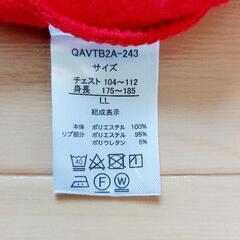 QAVTB2A-243
サイズ
チェスト 104~112
身長 175~185
LL
組成表示
本体 ポリエステル 100%
リブ部分 ポリエステル 95%
ポリウレタン 5%
40
F W